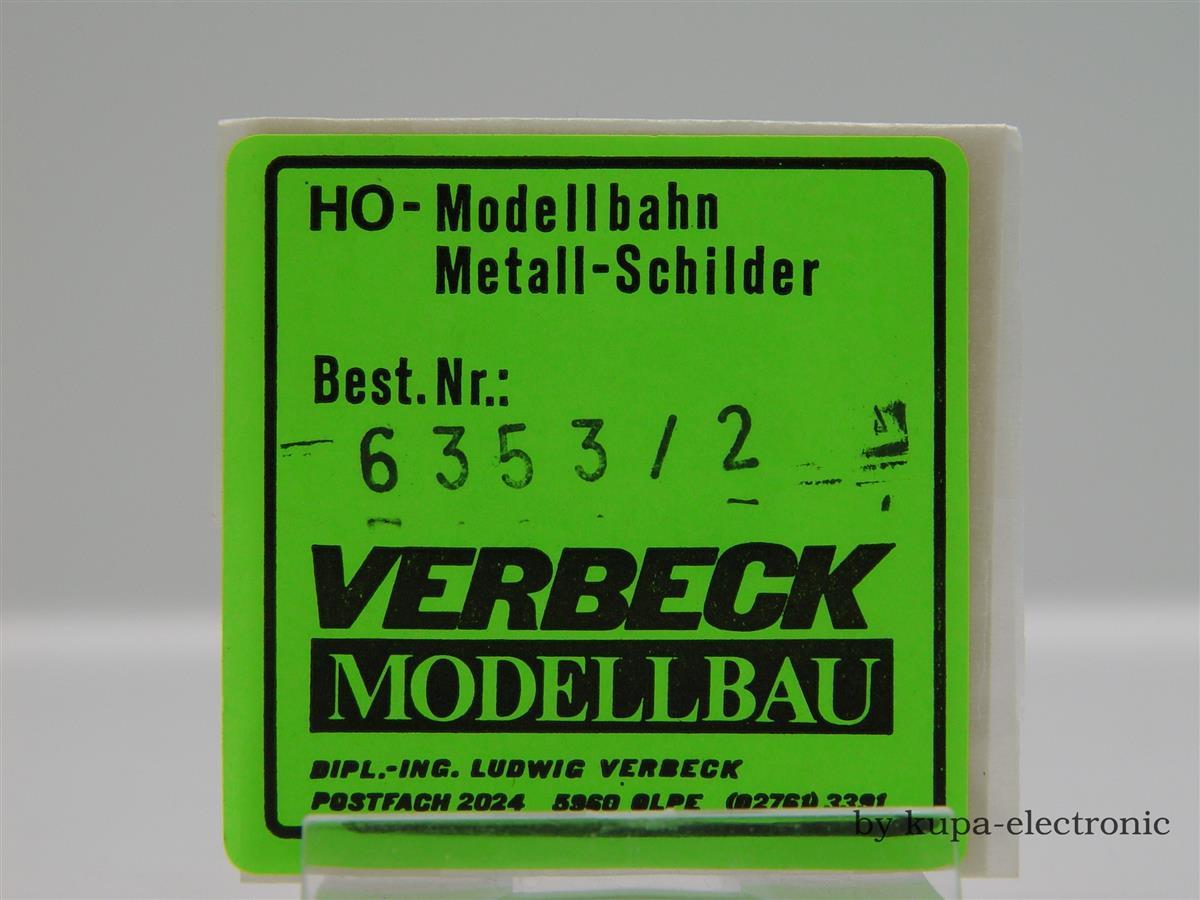 HO-Modellbahn
Metall-Schilder
Best.Nr.:
6353/2
VERBECK
MODELLBAU
DIPL.-ING. LUDWIG VERBECK
POSTFACH 2024 5960 OLPE (02761) 3391
by kupa-electronic